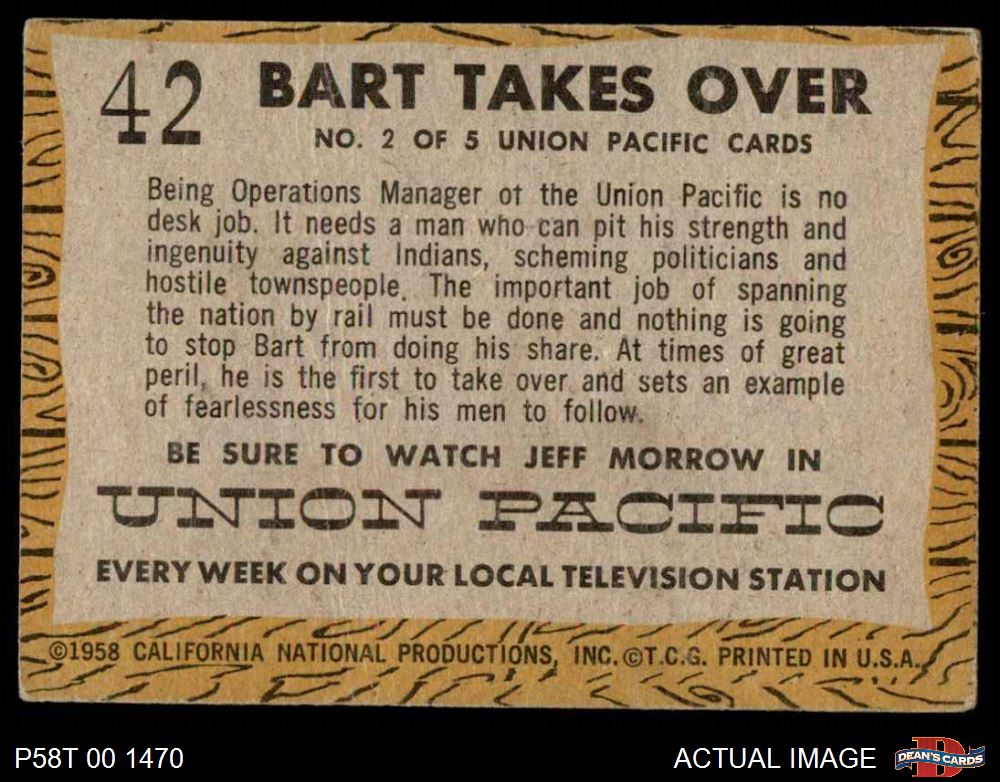 42 BART TAKES OVER
NO. 2 OF 5 UNION PACIFIC CARDS
Being Operations Manager ot the Union Pacific is no
desk job. It needs a man who can pit his strength and
ingenuity against Indians, scheming politicians and
hostile townspeople. The important job of spanning
the nation by rail must be done and nothing is going
to stop Bart from doing his share. At times of great
peril, he is the first to take over and sets an example
of fearlessness for his men to follow.
BE SURE TO WATCH JEFF MORROW IN
UNION PACIFIC
EVERY WEEK ON YOUR LOCAL TELEVISION STATION
©1958 CALIFORNIA NATIONAL PRODUCTIONS, INC. ©T.C.G. PRINTED IN U.S.A.
P58T 00 1470
ACTUAL IMAGE
DEAN'S CARDS